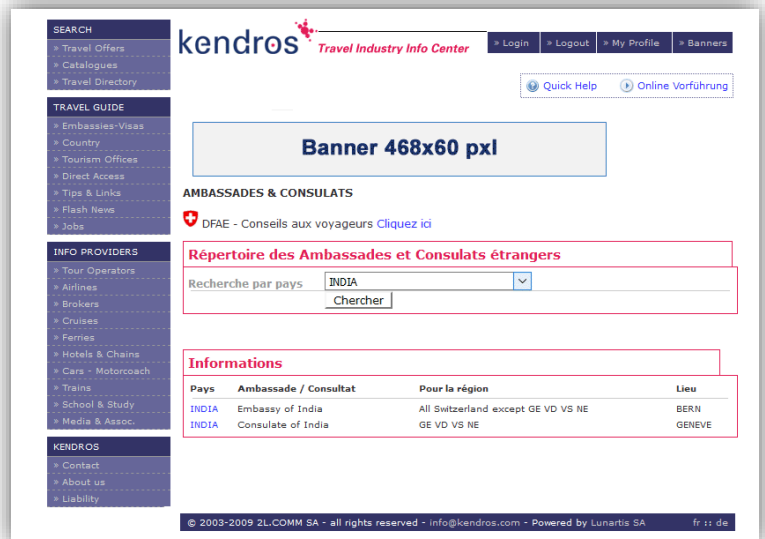 SEARCH
» Travel Offers
» Catalogues
» Travel Directory
TRAVEL GUIDE
» Embassies-Visas
» Country
» Tourism Offices
» Direct Access
» Tips & Links
» Flash News
» Jobs
INFO PROVIDERS
» Tour Operators
» Airlines
» Brokers
» Cruises
» Ferries
» Hotels & Chains
» Cars - Motorcoach
» Trains
» School & Study
» Media & Assoc.
KENDROS
» Contact
» About us
» Liability
kendros Travel Industry Info Center
» Login » Logout » My Profile » Banners
Quick Help Online Vorführung
Banner 468x60 pxl
AMBASSADES & CONSULATS
DFAE - Conseils aux voyageurs Cliquez ici
Répertoire des Ambassades et Consulats étrangers
Recherche par pays INDIA
Chercher
Informations
Pays Ambassade / Consultat Pour la région Lieu
INDIA Embassy of India All Switzerland except GE VD VS NE BERN
INDIA Consulate of India GE VD VS NE GENEVE
© 2003-2009 2L.COMM SA - all rights reserved - info@kendros.com - Powered by Lunartis SA fr :: de